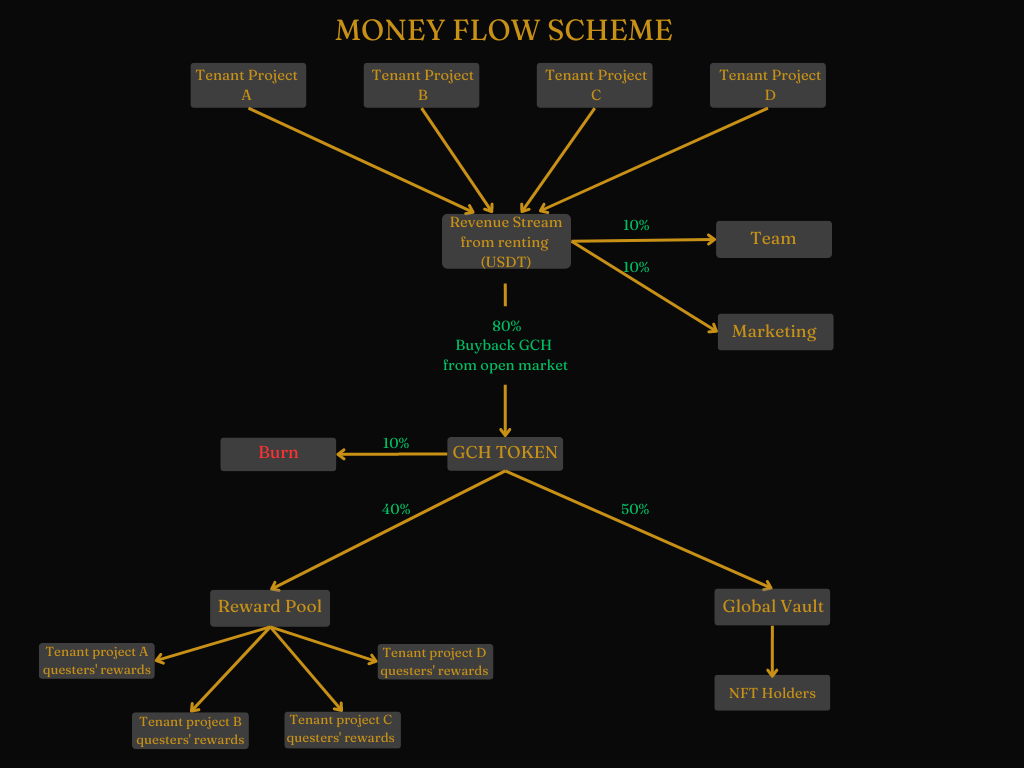 MONEY FLOW SCHEME
Tenant Project
A
Tenant Project
B
Tenant Project
C
Tenant Project
D
Revenue Stream
from renting
(USDT)
10%
Team
10%
Marketing
80%
Buyback GCH
from open market
Burn
10%
GCH TOKEN
40%
50%
Reward Pool
Global Vault
Tenant project A
questers' rewards
Tenant project D
questers' rewards
NFT Holders
Tenant project B
questers' rewards
Tenant project C
questers' rewards